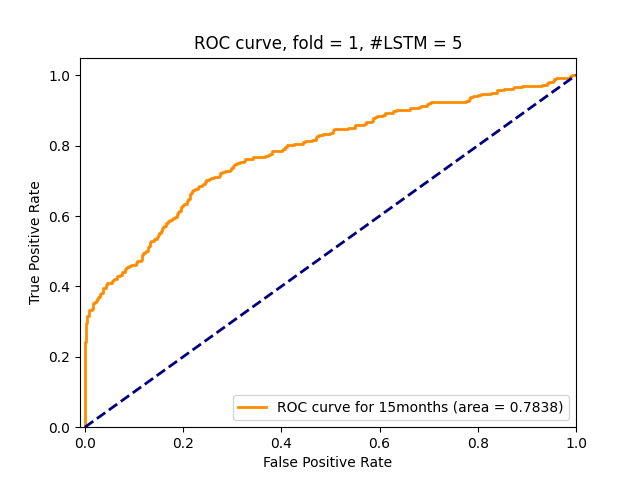 ROC curve, fold = 1, #LSTM = 5
True Positive Rate
1.0
0.8
0.6
0.4
0.2
0.0
ROC curve for 15months (area = 0.7838)
0.0 0.2 0.4 0.6 0.8 1.0
False Positive Rate